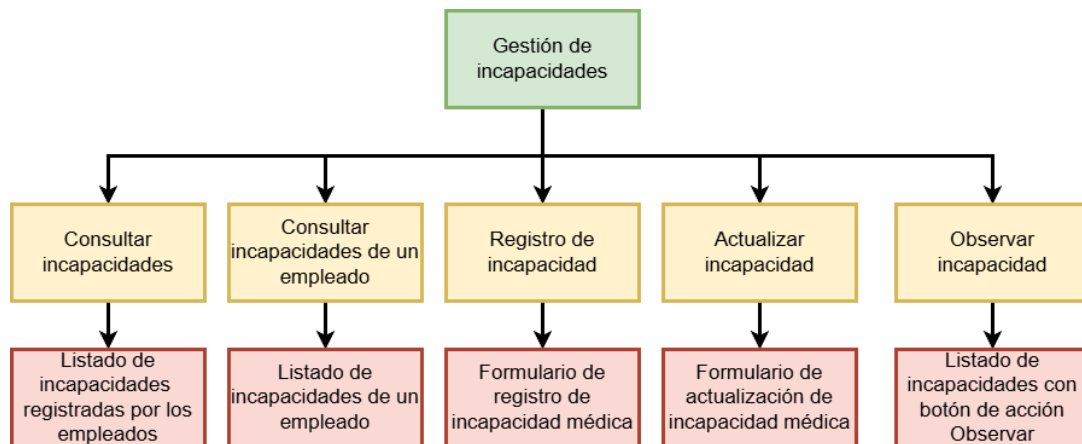 Gestión de
incapacidades
Consultar
incapacidades
Consultar
incapacidades de un
empleado
Registro de
incapacidad
Actualizar
incapacidad
Observar
incapacidad
Listado de
incapacidades
registradas por los
empleados
Listado de
incapacidades de un
empleado
Formulario de
registro de
incapacidad médica
Formulario de
actualización de
incapacidad médica
Listado de
incapacidades con
botón de acción
Observar